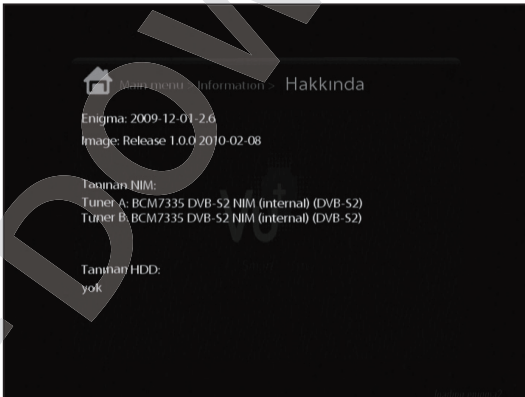 Main menu > Information > Hakkında
Enigma: 2009-12-01-2.6
Image: Release 1.0.0 2010-02-08
Tanınan NIM:
Tuner A: BCM7335 DVB-S2 NIM (internal) (DVB-S2)
Tuner B: BCM7335 DVB-S2 NIM (internal) (DVB-S2)
Tanınan HDD:
yok